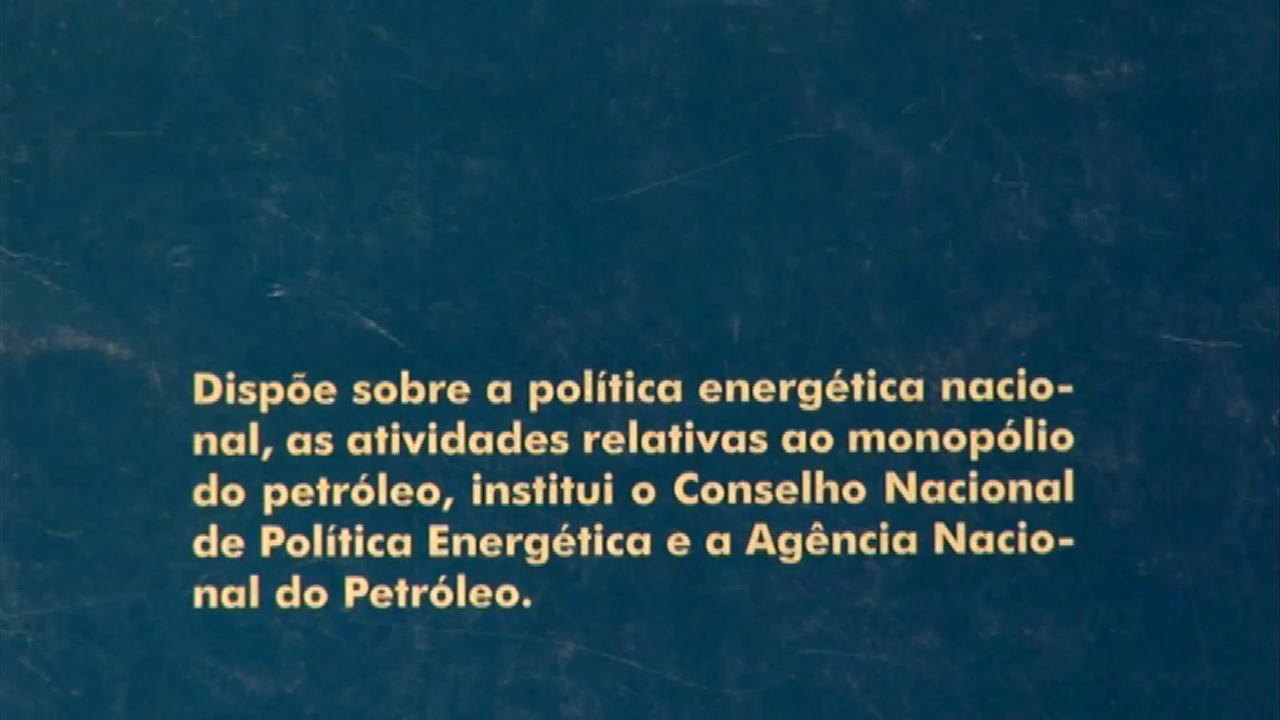 Dispõe sobre a política energética nacio-
nal, as atividades relativas ao monopólio
do petróleo, institui o Conselho Nacional
de Política Energética e a Agência Nacio-
nal do Petróleo.